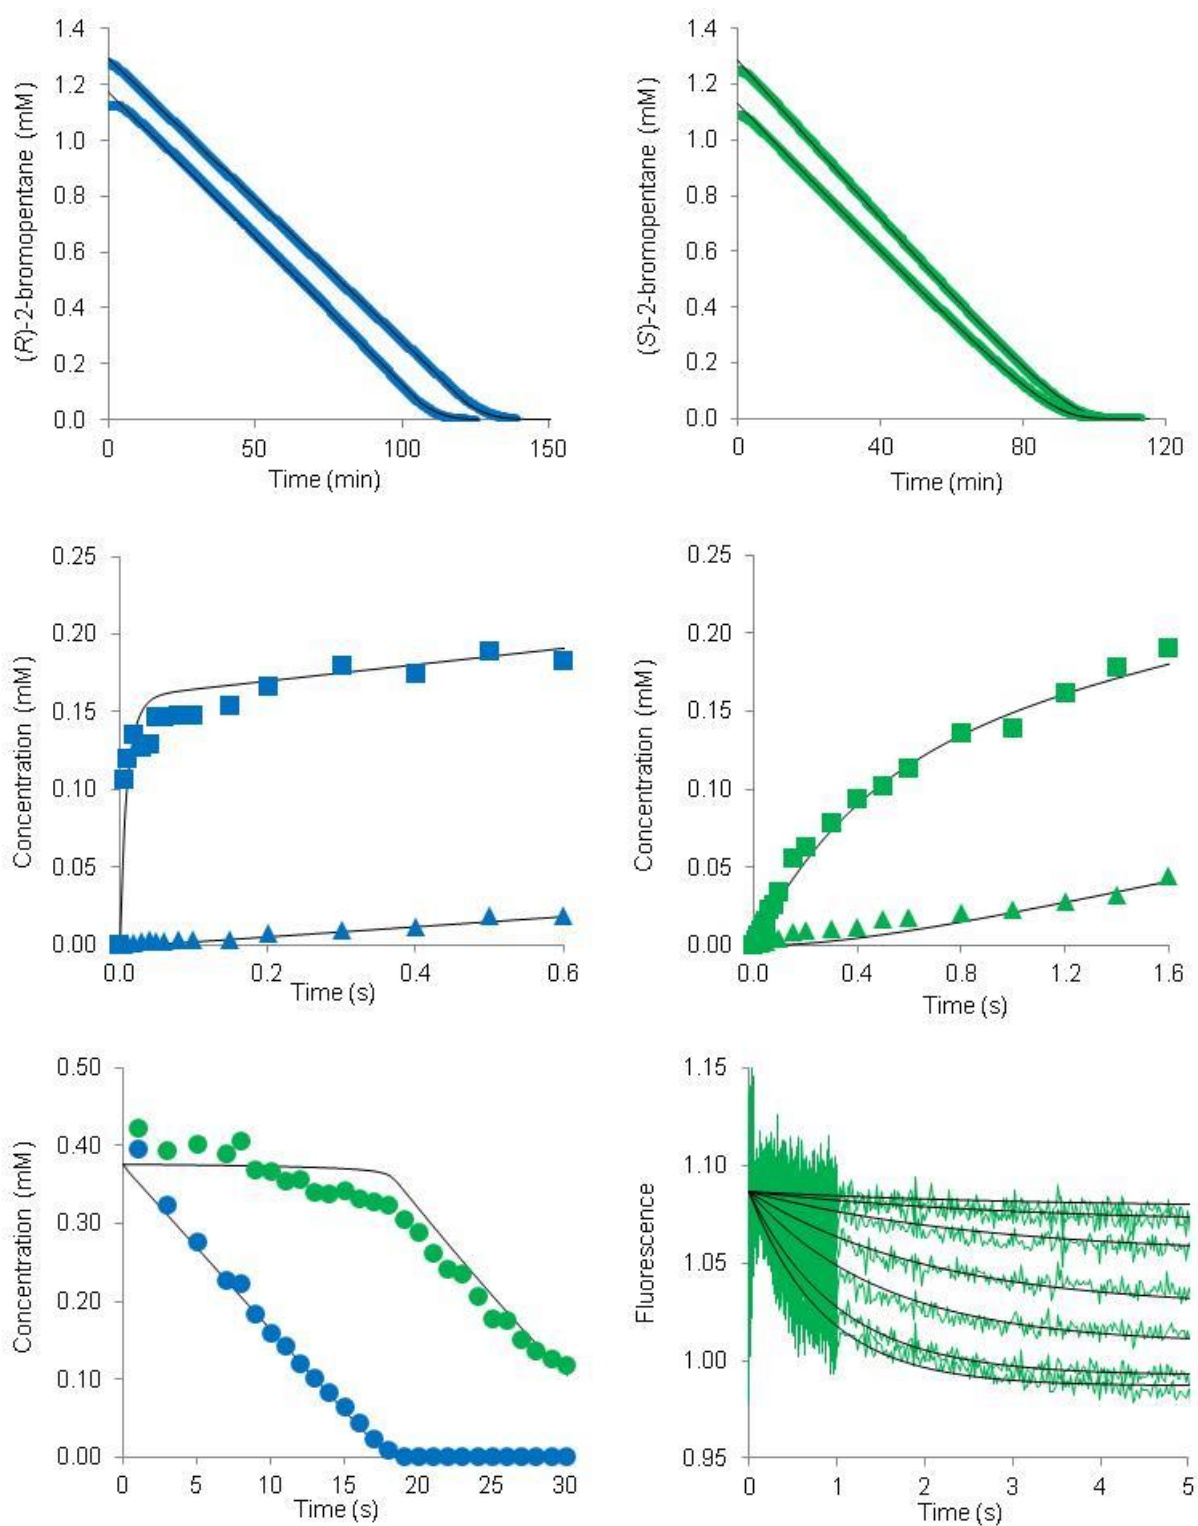 1.4
1.2
1.0
0.8
0.6
0.4
0.2
0.0
(R)-2-bromopentane (mM)
0 50 100 150
Time (min)
1.4
1.2
1.0
0.8
0.6
0.4
0.2
0.0
(S)-2-bromopentane (mM)
0 40 80 120
Time (min)
0.25
0.20
0.15
0.10
0.05
0.00
Concentration (mM)
0.0 0.2 0.4 0.6
Time (s)
0.25
0.20
0.15
0.10
0.05
0.00
Concentration (mM)
0.0 0.4 0.8 1.2 1.6
Time (s)
0.50
0.40
0.30
0.20
0.10
0.00
Concentration (mM)
0 5 10 15 20 25 30
Time (s)
1.15
1.10
1.05
1.00
0.95
Fluorescence
0 1 2 3 4 5
Time (s)